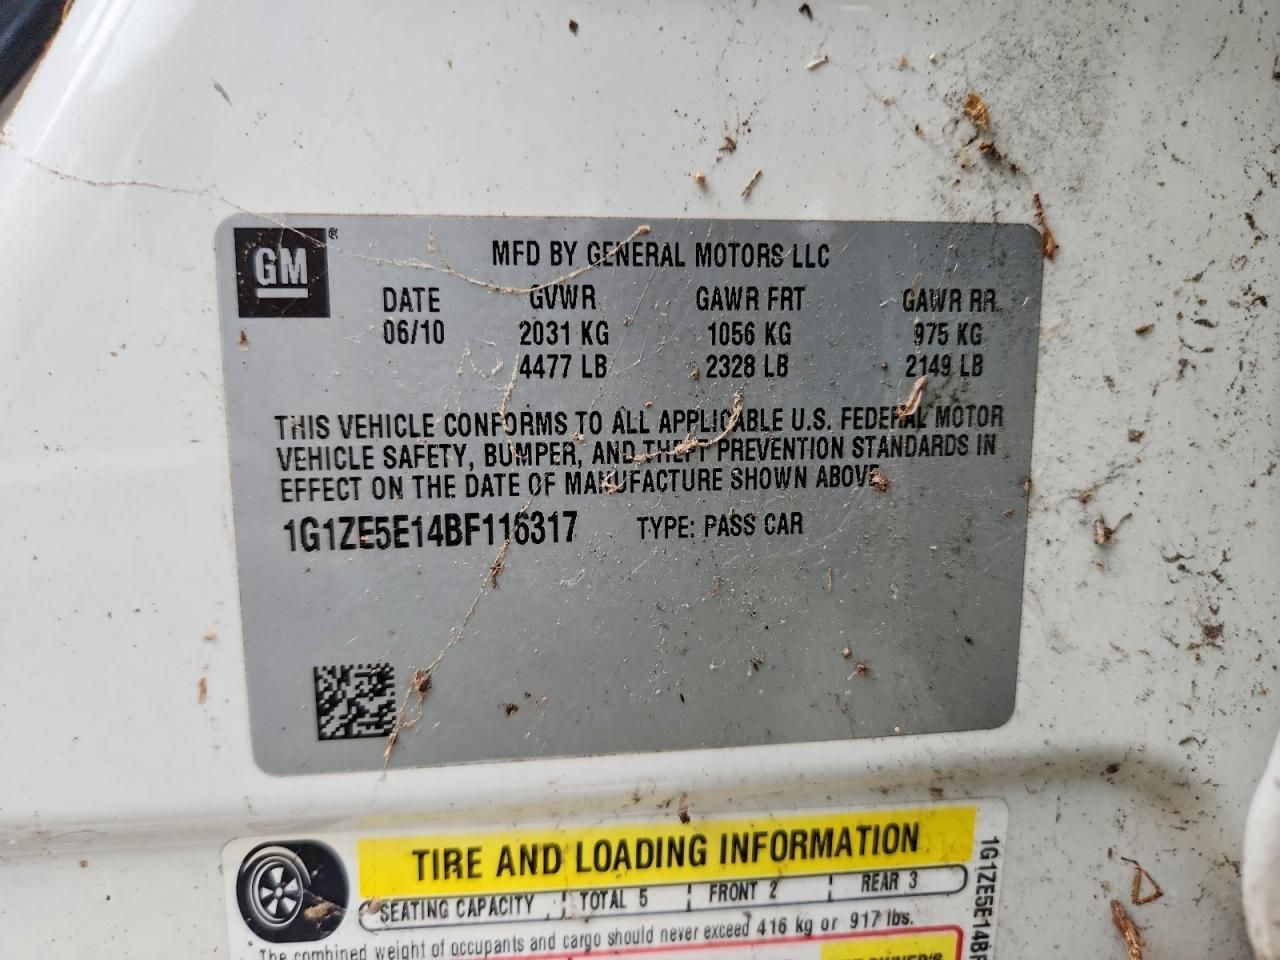 GM ®
MFD BY GENERAL MOTORS LLC
DATE GVWR GAWR FRT GAWR RR
06/10 2031 KG 1056 KG 975 KG
4477 LB 2328 LB 2149 LB
THIS VEHICLE CONFORMS TO ALL APPLICABLE U.S. FEDERAL MOTOR
VEHICLE SAFETY, BUMPER, AND THEFT PREVENTION STANDARDS IN
EFFECT ON THE DATE OF MANUFACTURE SHOWN ABOVE
1G1ZE5E14BF116317 TYPE: PASS CAR
TIRE AND LOADING INFORMATION
SEATING CAPACITY TOTAL 5 FRONT 2 REAR 3
The combined weight of occupants and cargo should never exceed 416 kg or 917 lbs.
1G1ZE5E14BF